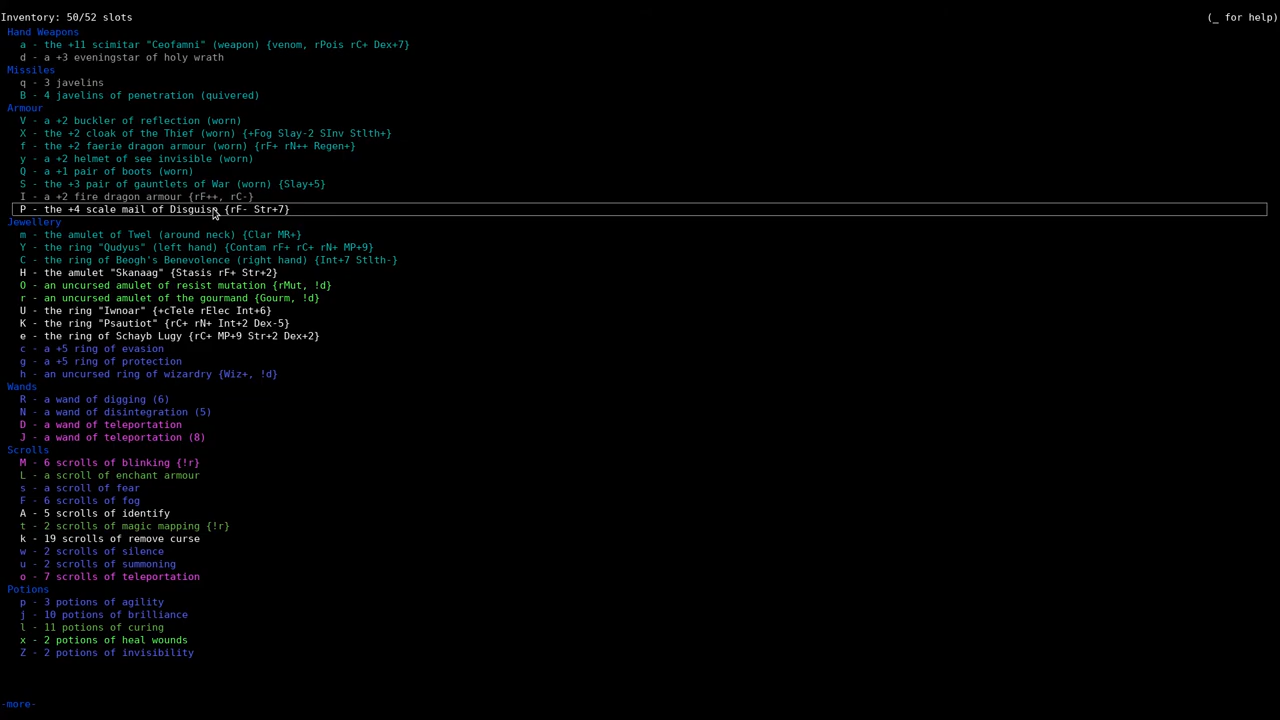 Inventory: 50/52 slots (_ for help)
Hand Weapons
a - the +11 scimitar "Ceofamni" (weapon) {venom, rPois rC+ Dex+7}
d - a +3 eveningstar of holy wrath
Missiles
q - 3 javelins
B - 4 javelins of penetration (quivered)
Armour
V - a +2 buckler of reflection (worn)
X - the +2 cloak of the Thief (worn) {+Fog Slay-2 SInv Stlth+}
f - the +2 faerie dragon armour (worn) {rF+ rN++ Regen+}
y - a +2 helmet of see invisible (worn)
Q - a +1 pair of boots (worn)
S - the +3 pair of gauntlets of War (worn) {Slay+5}
I - a +2 fire dragon armour {rF++, rC-}
P - the +4 scale mail of Disguise {rF- Str+7}
Jewellery
m - the amulet of Twel (around neck) {Clar MR+}
Y - the ring "Qudyus" (left hand) {Contam rF+ rC+ rN+ MP+9}
C - the ring of Beogh's Benevolence (right hand) {Int+7 Stlth-}
H - the amulet "Skanaag" {Stasis rF+ Str+2}
O - an uncursed amulet of resist mutation {rMut, !d}
r - an uncursed amulet of the gourmand {Gourm, !d}
U - the ring "Iwnoar" {+cTele rElec Int+6}
K - the ring "Psautiot" {rC+ rN+ Int+2 Dex-5}
e - the ring of Schayb Lugy {rC+ MP+9 Str+2 Dex+2}
c - a +5 ring of evasion
g - a +5 ring of protection
h - an uncursed ring of wizardry {Wiz+, !d}
Wands
R - a wand of digging (6)
N - a wand of disintegration (5)
D - a wand of teleportation
J - a wand of teleportation (8)
Scrolls
M - 6 scrolls of blinking {!r}
L - a scroll of enchant armour
s - a scroll of fear
F - 6 scrolls of fog
A - 5 scrolls of identify
t - 2 scrolls of magic mapping {!r}
k - 19 scrolls of remove curse
w - 2 scrolls of silence
u - 2 scrolls of summoning
o - 7 scrolls of teleportation
Potions
p - 3 potions of agility
j - 10 potions of brilliance
l - 11 potions of curing
x - 2 potions of heal wounds
Z - 2 potions of invisibility
-more-